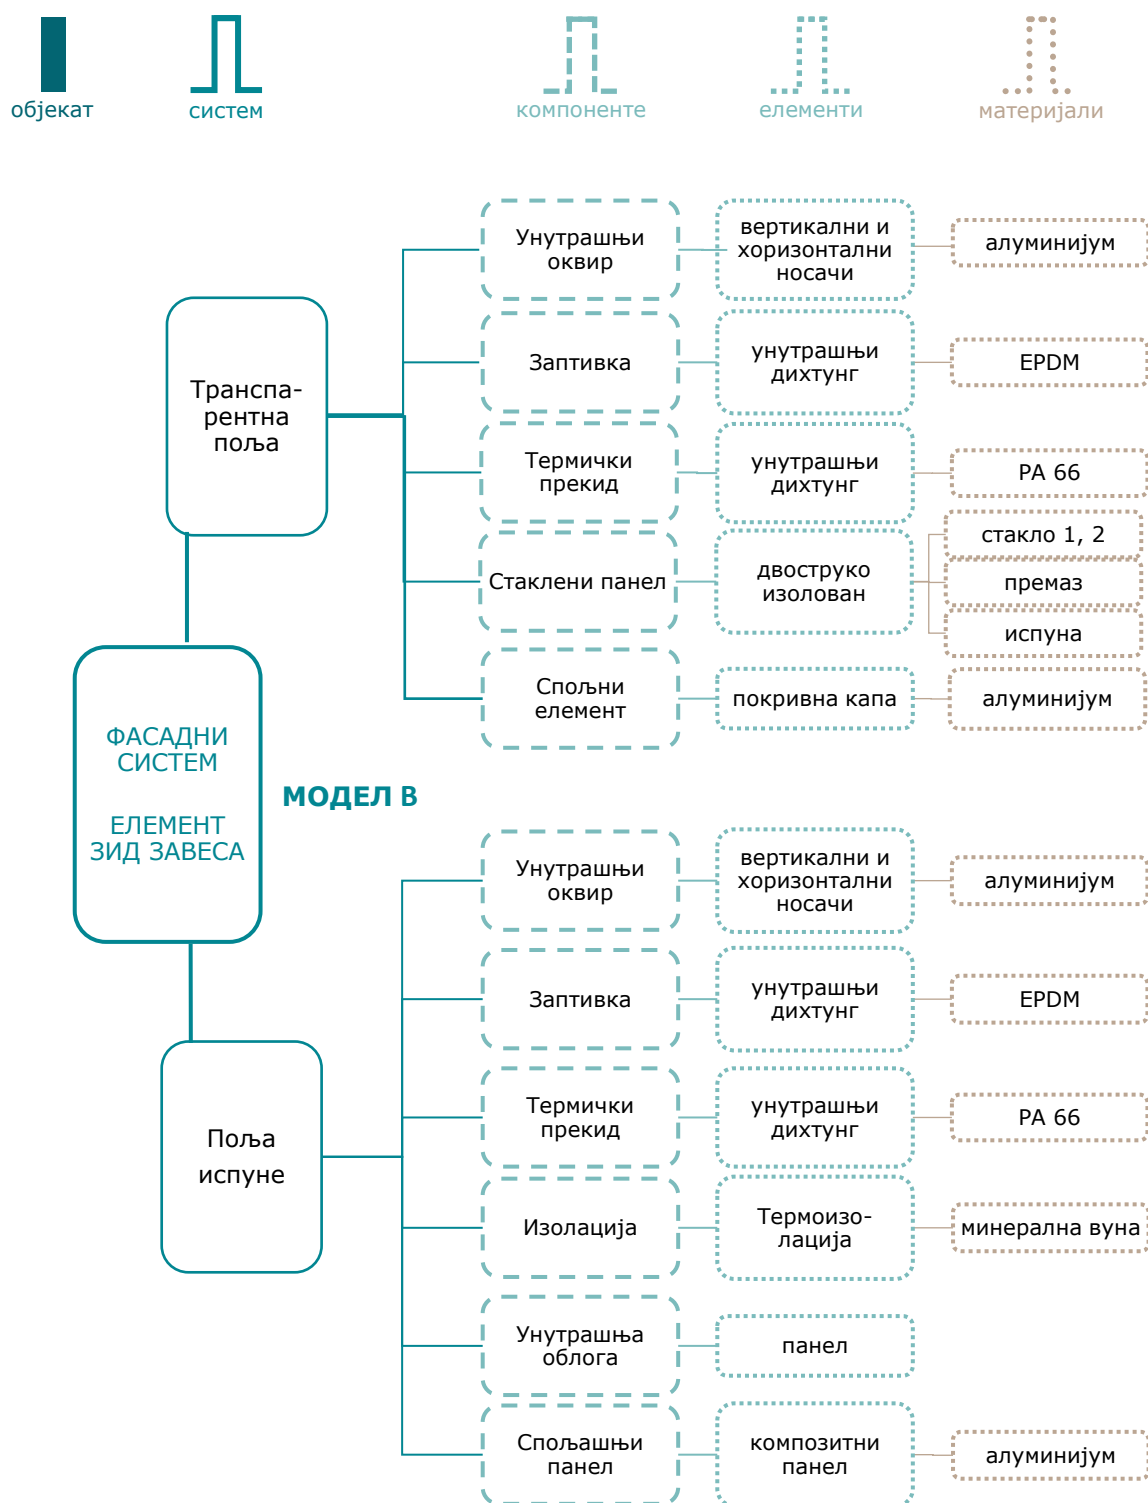 објекат
систем
компоненте
елементи
материјали
Транспа-
рентна
поља
Унутрашњи
оквир
вертикални и
хоризонтални
носачи
алуминијум
Заптивка
унутрашњи
дихтунг
EPDM
Термички
прекид
унутрашњи
дихтунг
PA 66
Стаклени панел
двоструко
изолован
стакло 1, 2
премаз
испуна
Спољни
елемент
покривна капа
алуминијум
ФАСАДНИ
СИСТЕМ
ЕЛЕМЕНТ
ЗИД ЗАВЕСА
МОДЕЛ B
Поља
испуне
Унутрашњи
оквир
вертикални и
хоризонтални
носачи
алуминијум
Заптивка
унутрашњи
дихтунг
EPDM
Термички
прекид
унутрашњи
дихтунг
PA 66
Изолација
Термоизо-
лација
минерална вуна
Унутрашња
облога
панел
Спољашњи
панел
композитни
панел
алуминијум